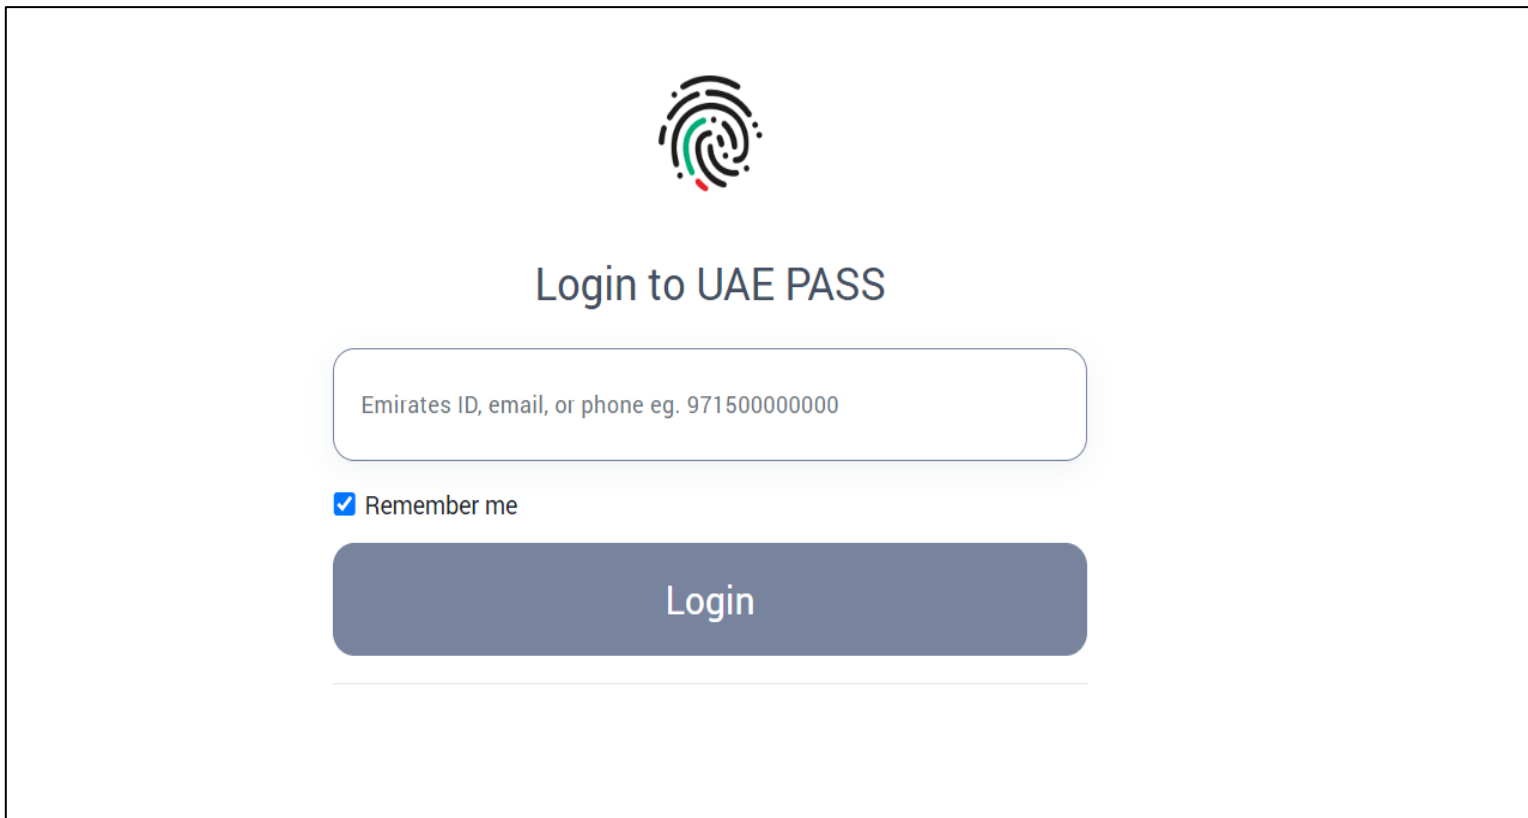 Login to UAE PASS
Emirates ID, email, or phone eg. 971500000000
Remember me
Login